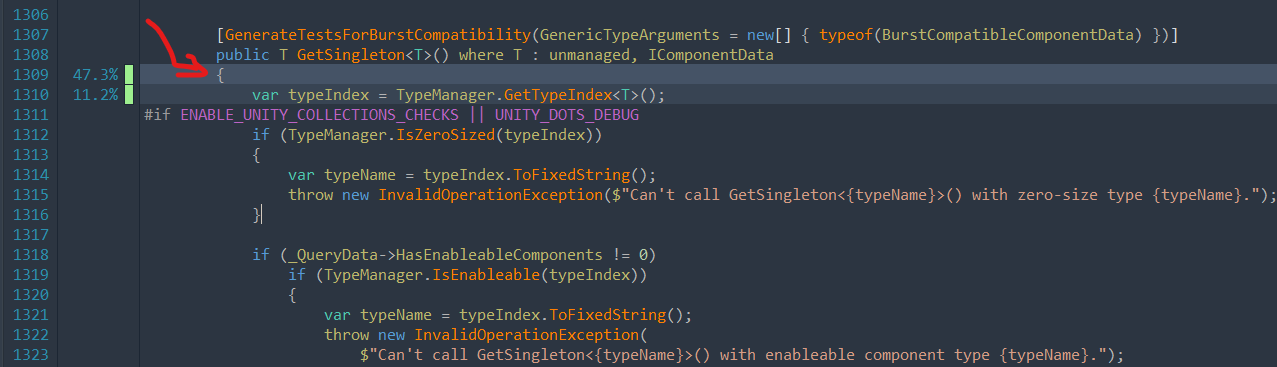 1306
1307 [GenerateTestsForBurstCompatibility(GenericTypeArguments = new[] { typeof(BurstCompatibleComponentData) })]
1308 public T GetSingleton<T>() where T : unmanaged, IComponentData
1309 47.3% {
1310 11.2% var typeIndex = TypeManager.GetTypeIndex<T>();
1311 #if ENABLE_UNITY_COLLECTIONS_CHECKS || UNITY_DOTS_DEBUG
1312 if (TypeManager.IsZeroSized(typeIndex))
1313 {
1314 var typeName = typeIndex.ToFixedString();
1315 throw new InvalidOperationException($"Can't call GetSingleton<{typeName}>() with zero-size type {typeName}.");
1316 }
1317
1318 if (_QueryData->HasEnableableComponents != 0)
1319 if (TypeManager.IsEnableable(typeIndex))
1320 {
1321 var typeName = typeIndex.ToFixedString();
1322 throw new InvalidOperationException(
1323 $"Can't call GetSingleton<{typeName}>() with enableable component type {typeName}.");